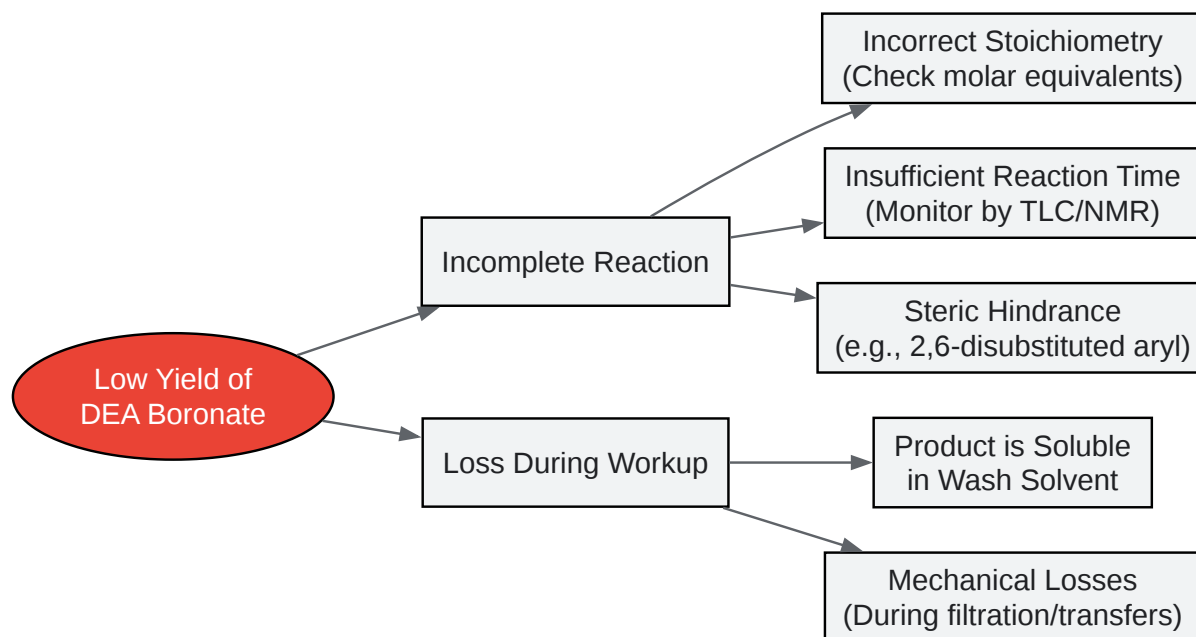 Low Yield of
DEA Boronate
Incomplete Reaction
Loss During Workup
Incorrect Stoichiometry
(Check molar equivalents)
Insufficient Reaction Time
(Monitor by TLC/NMR)
Steric Hindrance
(e.g., 2,6-disubstituted aryl)
Product is Soluble
in Wash Solvent
Mechanical Losses
(During filtration/transfers)